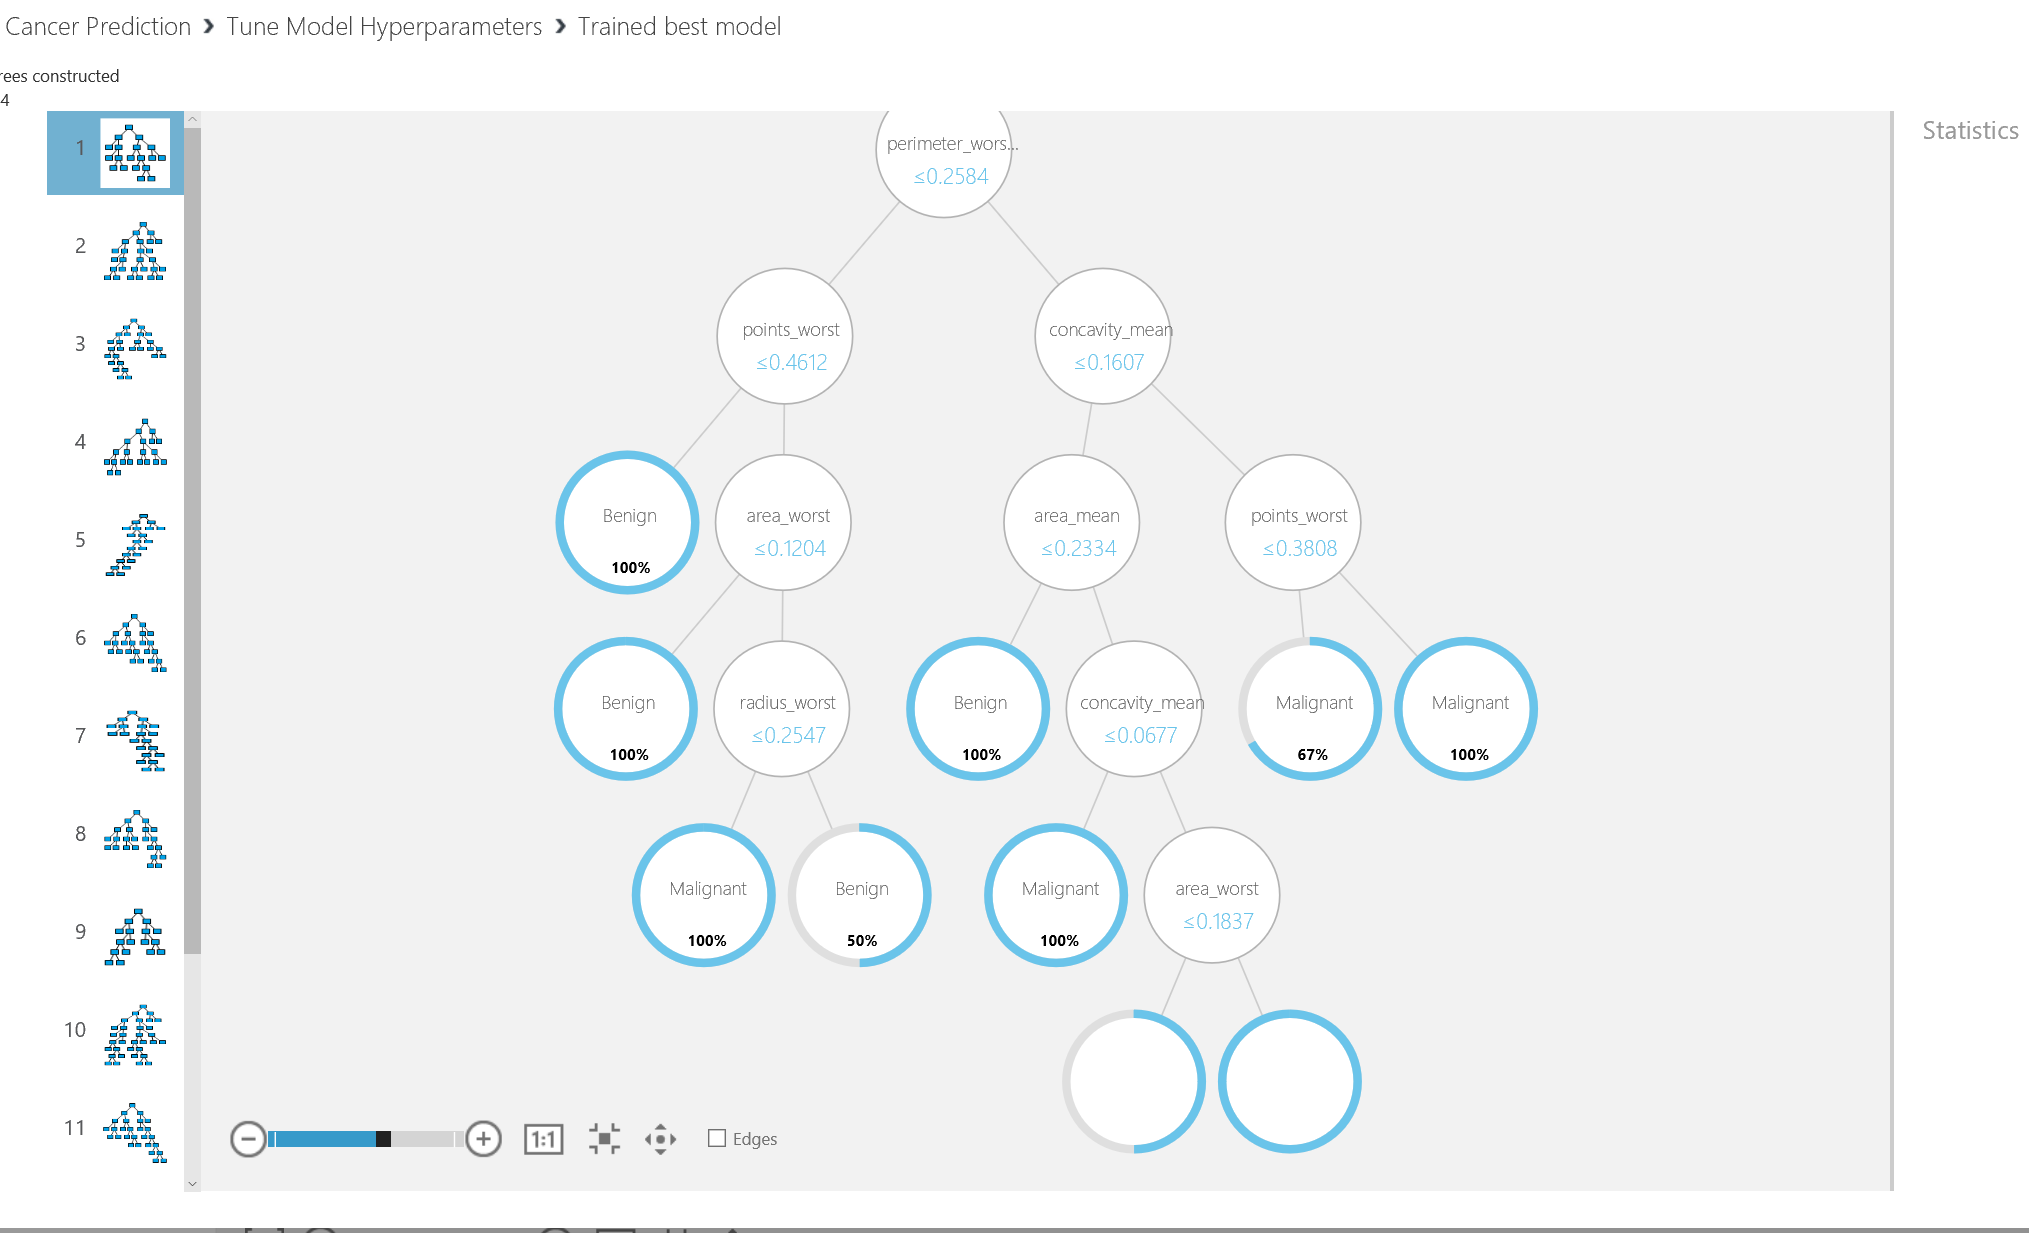 Cancer Prediction › Tune Model Hyperparameters › Trained best model
rees constructed
4
Statistics
1
2
3
4
5
6
7
8
9
10
11
perimeter_wors...
≤0.2584
points_worst
≤0.4612
concavity_mean
≤0.1607
Benign
100%
area_worst
≤0.1204
area_mean
≤0.2334
points_worst
≤0.3808
Benign
100%
radius_worst
≤0.2547
Benign
100%
concavity_mean
≤0.0677
Malignant
67%
Malignant
100%
Malignant
100%
Benign
50%
Malignant
100%
area_worst
≤0.1837
1:1
Edges